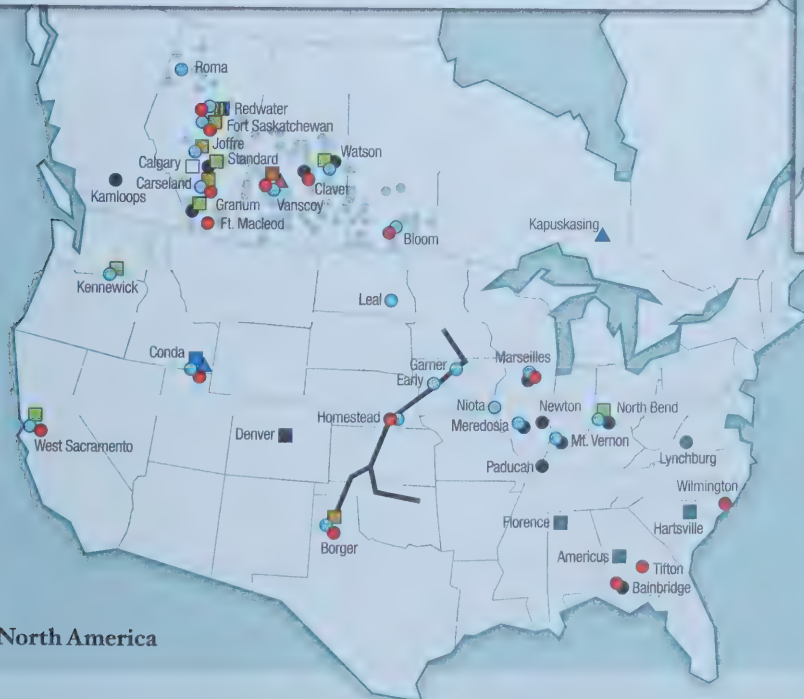 Roma
Redwater
Fort Saskatchewan
Joffre
Calgary
Standard
Watson
Carseland
Clavet
Kamloops
Granum
Vanscoy
Ft. Macleod
Bloom
Kapuskasing
Kennewick
Leal
Conda
Garner
Marseilles
Early
Niota
Newton
North Bend
Homestead
Meredosia
Denver
Mt. Vernon
West Sacramento
Lynchburg
Paducah
Wilmington
Florence
Hartsville
Borger
Americus
Tifton
Bainbridge
North America